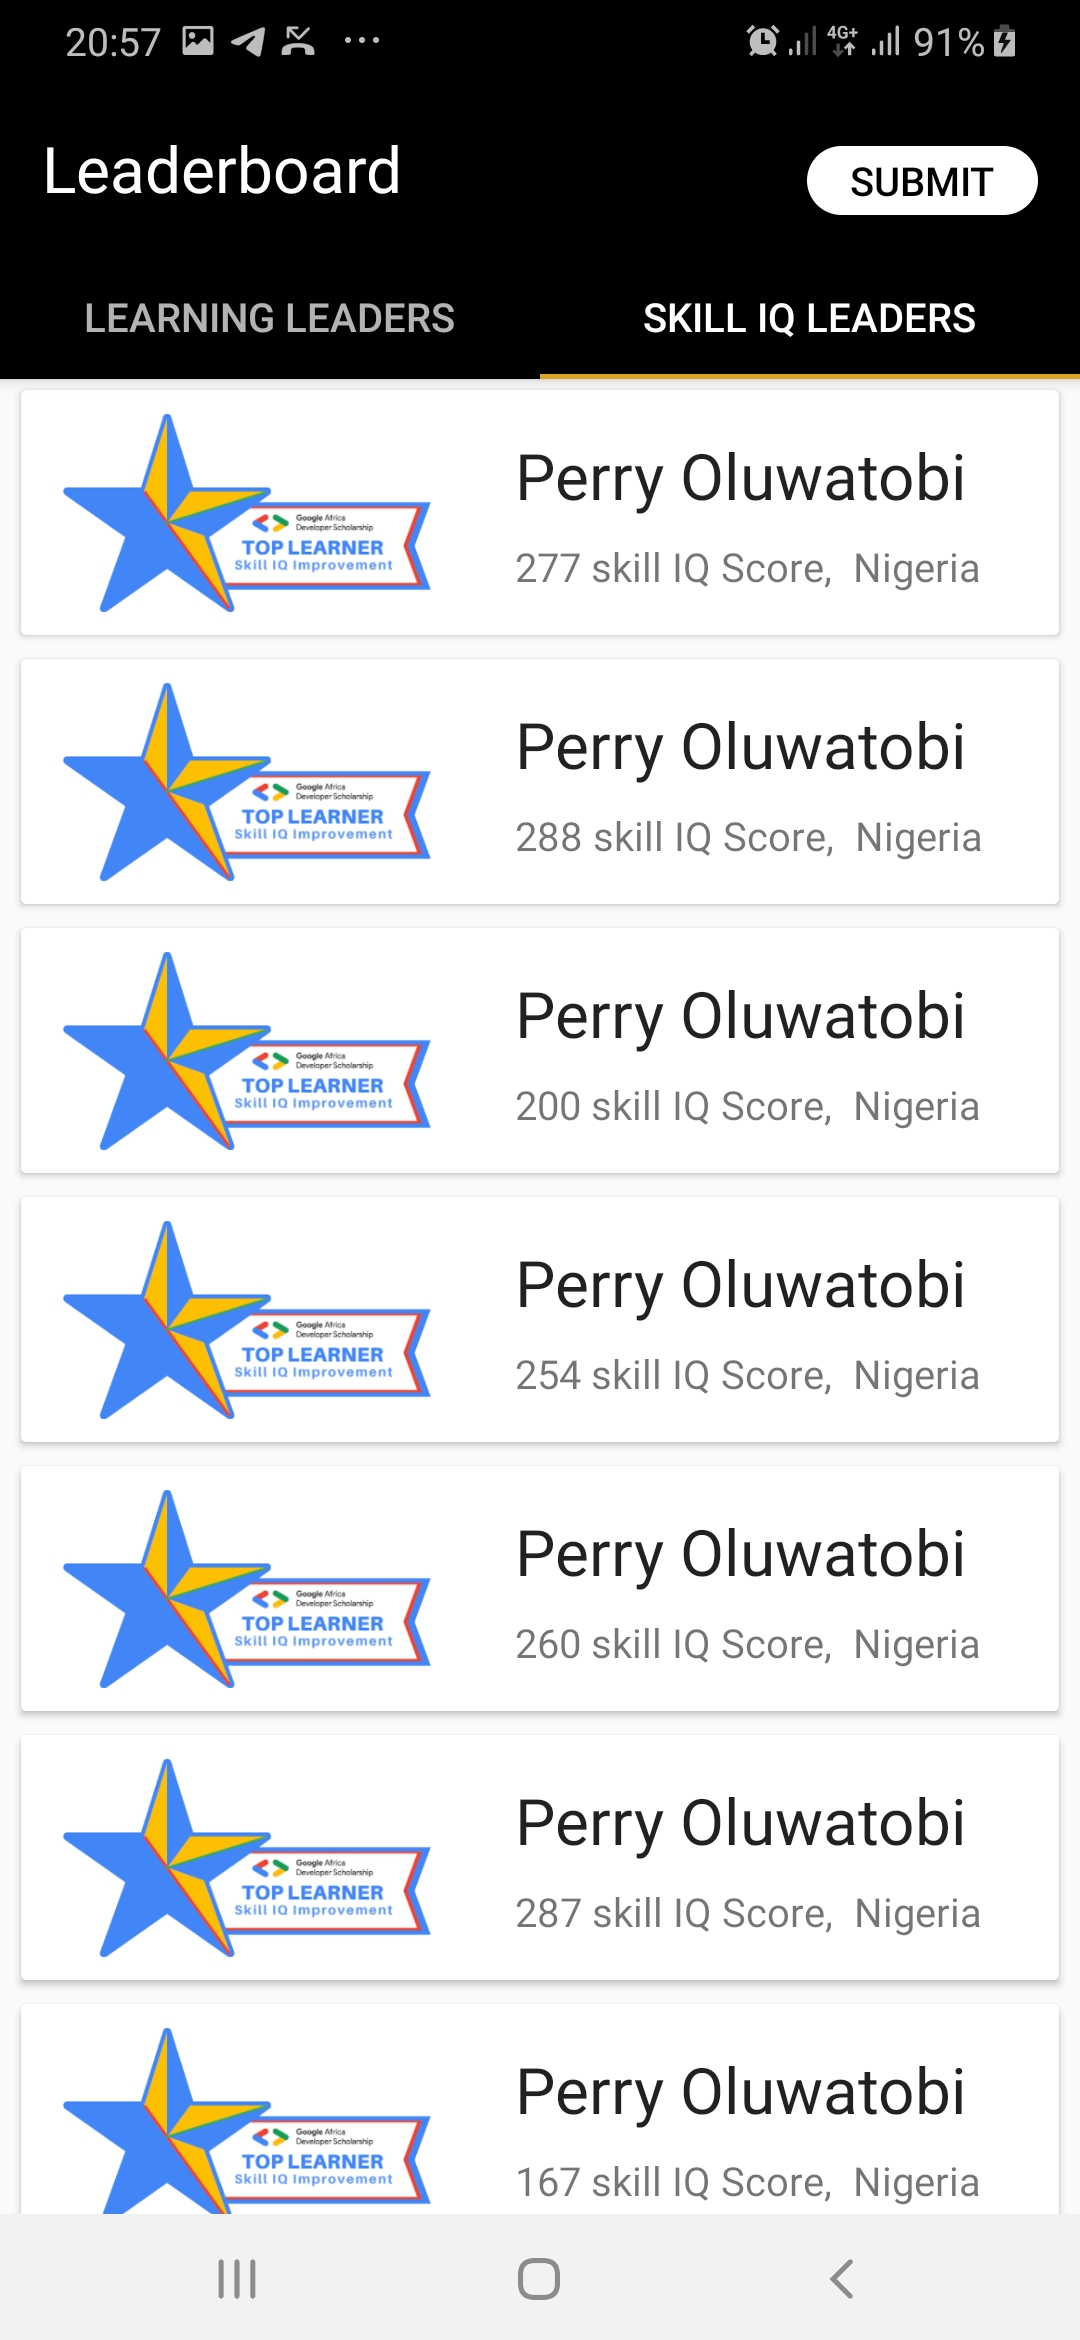 20:57 4G+ 91%
Leaderboard
SUBMIT
LEARNING LEADERS
SKILL IQ LEADERS
Google Africa
Developer Scholarship
TOP LEARNER
Skill IQ Improvement
Perry Oluwatobi
277 skill IQ Score, Nigeria
Google Africa
Developer Scholarship
TOP LEARNER
Skill IQ Improvement
Perry Oluwatobi
288 skill IQ Score, Nigeria
Google Africa
Developer Scholarship
TOP LEARNER
Skill IQ Improvement
Perry Oluwatobi
200 skill IQ Score, Nigeria
Google Africa
Developer Scholarship
TOP LEARNER
Skill IQ Improvement
Perry Oluwatobi
254 skill IQ Score, Nigeria
Google Africa
Developer Scholarship
TOP LEARNER
Skill IQ Improvement
Perry Oluwatobi
260 skill IQ Score, Nigeria
Google Africa
Developer Scholarship
TOP LEARNER
Skill IQ Improvement
Perry Oluwatobi
287 skill IQ Score, Nigeria
Google Africa
Developer Scholarship
TOP LEARNER
Skill IQ Improvement
Perry Oluwatobi
167 skill IQ Score, Nigeria